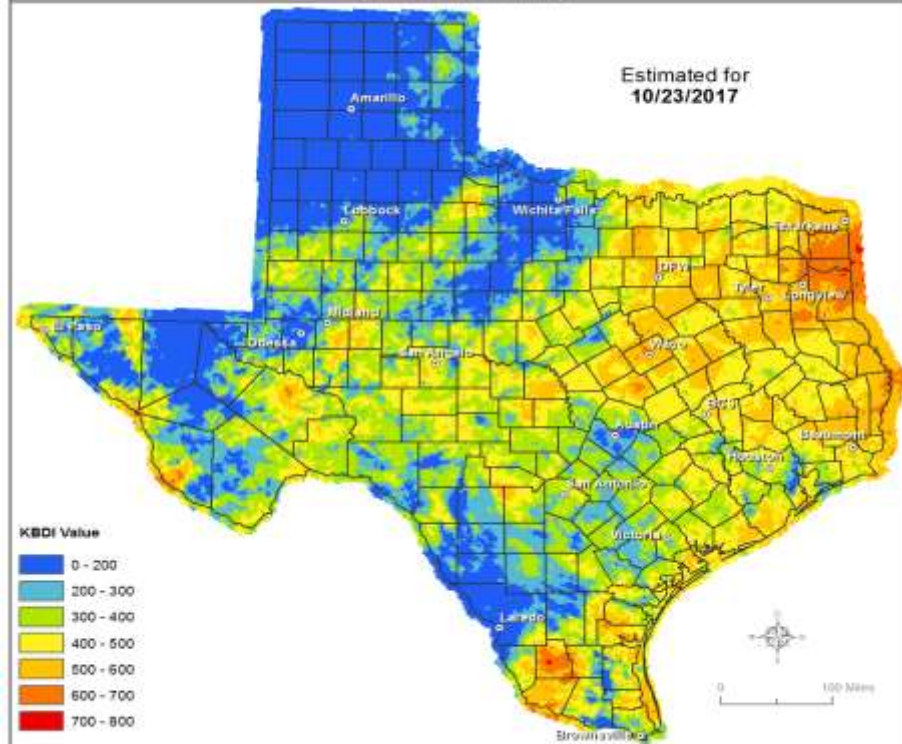 Estimated for
10/23/2017
Amarillo
Lubbock
Wichita Falls
Texarkana
DFW
Tyler
Longview
El Paso
Midland
Odessa
San Angelo
Waco
BCS
Austin
Beaumont
Houston
San Antonio
Victoria
Laredo
Brownsville
KBDI Value
0 - 200
200 - 300
300 - 400
400 - 500
500 - 600
600 - 700
700 - 800
0 100 Miles